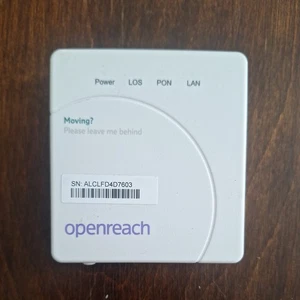 Power LOS PON LAN
Moving?
Please leave me behind
SN: ALCLFD4D7603
openreach